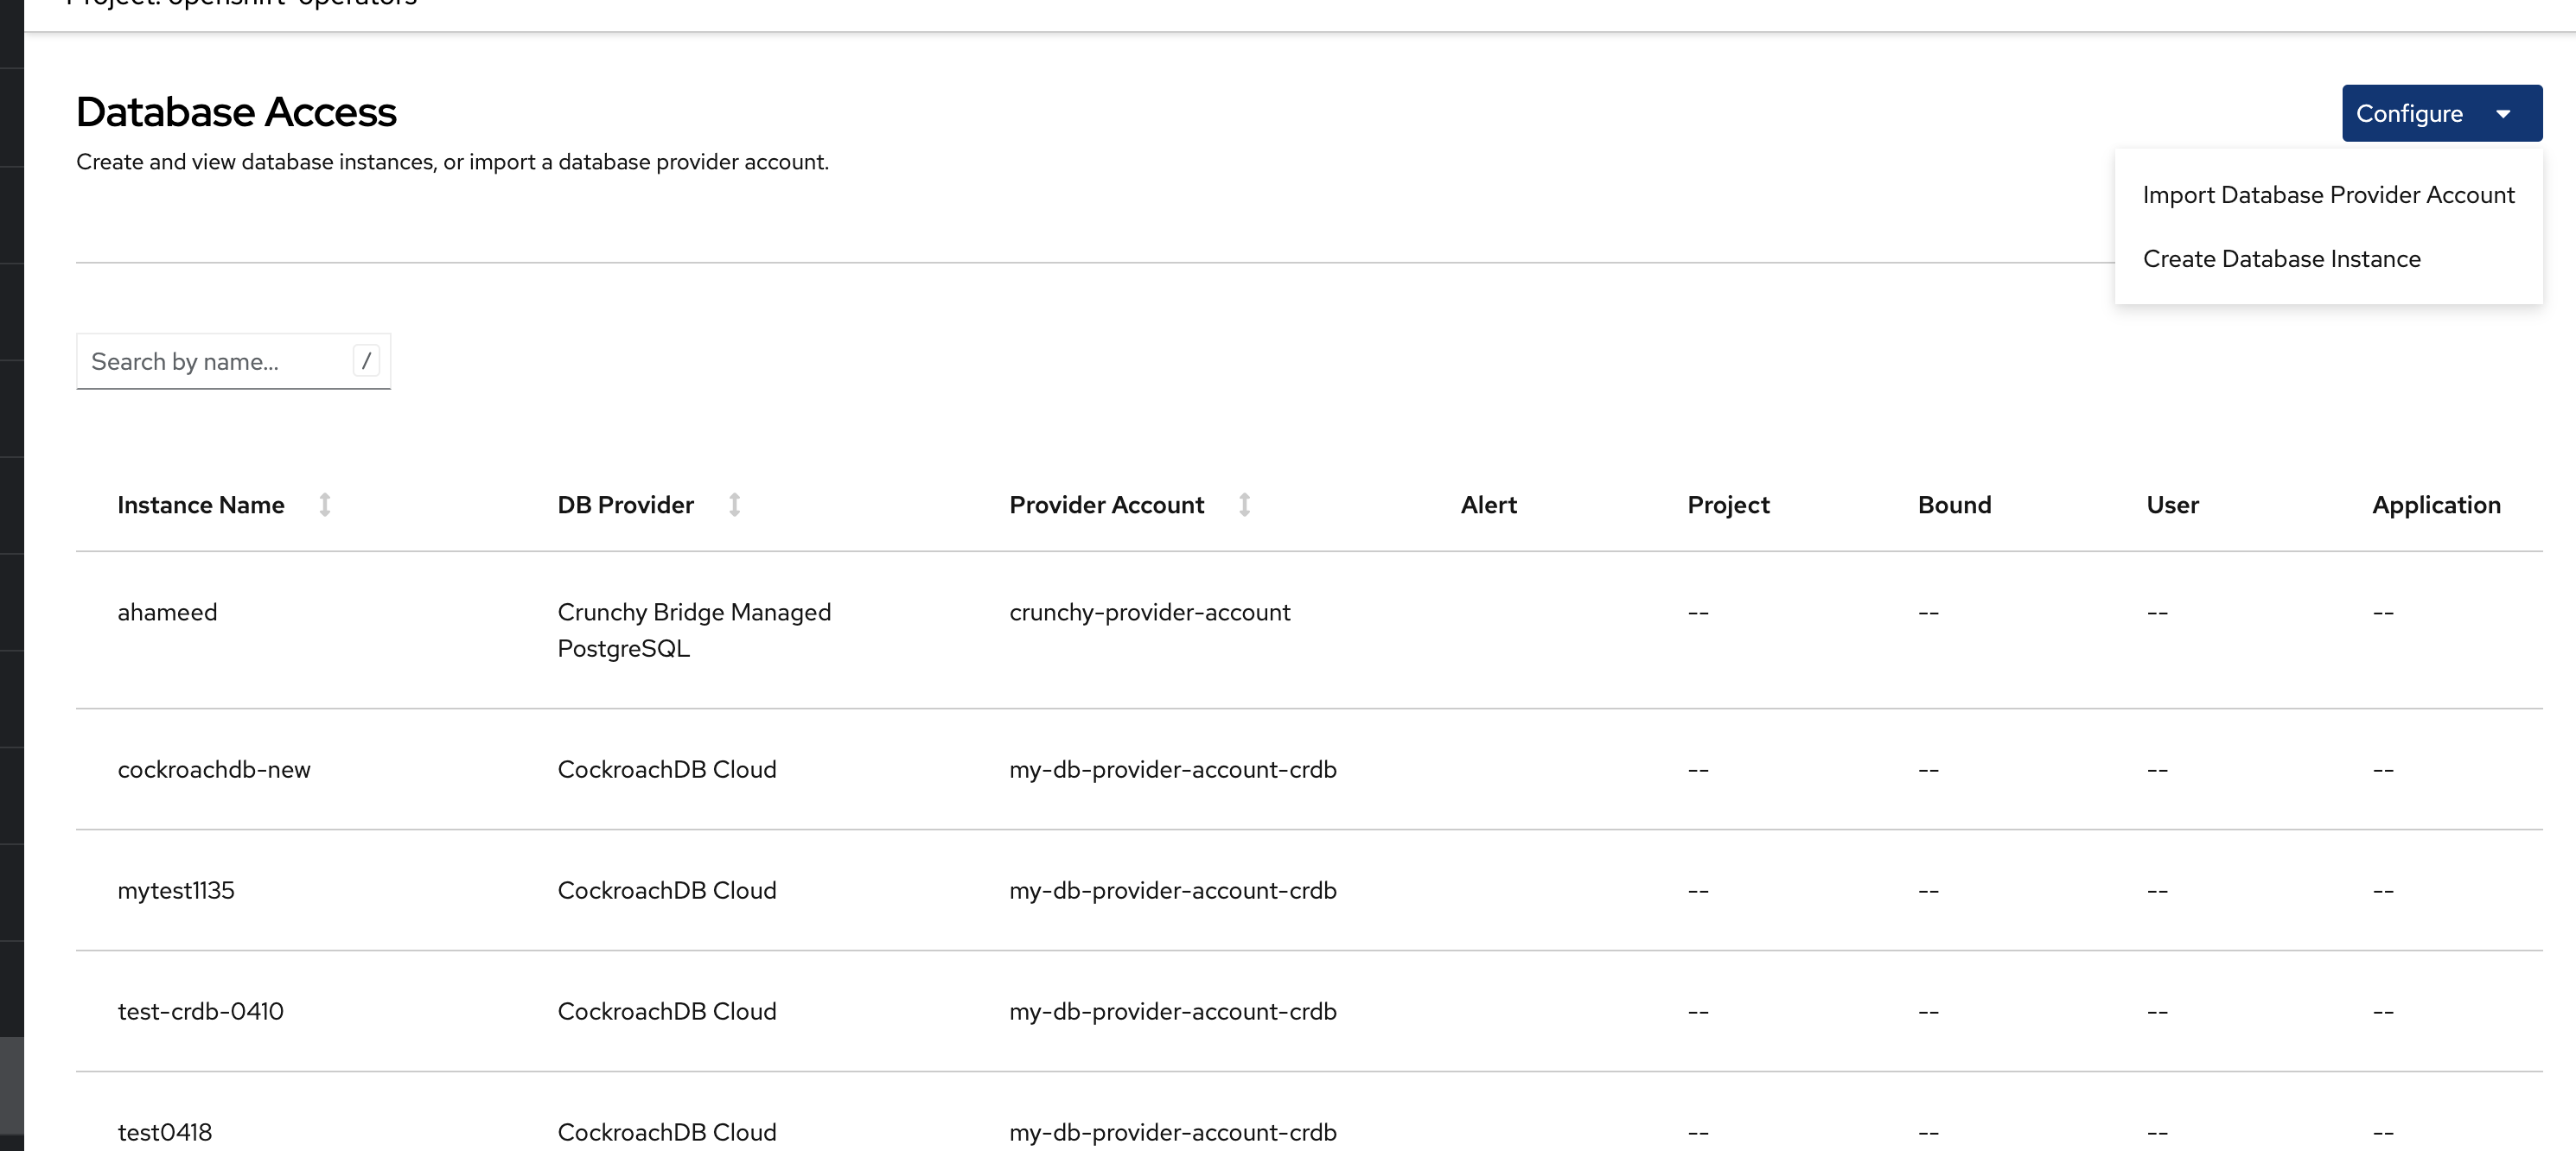 Project: openshift-operators
Database Access
Configure
Create and view database instances, or import a database provider account.
Import Database Provider Account
Create Database Instance
Search by name...
/
Instance Name DB Provider Provider Account Alert Project Bound User Application
ahameed Crunchy Bridge Managed crunchy-provider-account -- -- -- --
PostgreSQL
cockroachdb-new CockroachDB Cloud my-db-provider-account-crdb -- -- -- --
mytest1135 CockroachDB Cloud my-db-provider-account-crdb -- -- -- --
test-crdb-0410 CockroachDB Cloud my-db-provider-account-crdb -- -- -- --
test0418 CockroachDB Cloud my-db-provider-account-crdb -- -- -- --